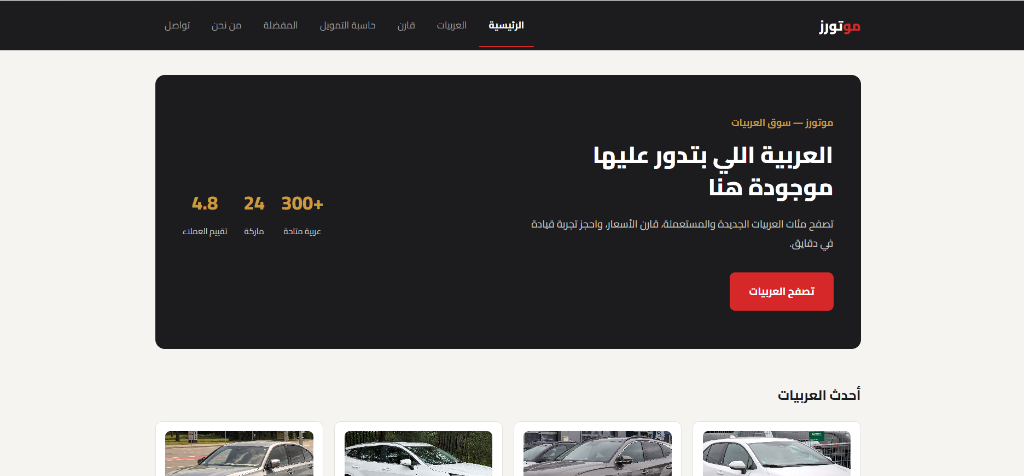 موتورز
الرئيسية
العربيات
قارن
حاسبة التمويل
المفضلة
من نحن
تواصل
موتورز — سوق العربيات
العربية اللي بتدور عليها
موجودة هنا
تصفح مئات العربيات الجديدة والمستعملة، قارن الأسعار، واحجز تجربة قيادة
في دقايق.
تصفح العربيات
300+
عربية متاحة
24
ماركة
4.8
تقييم العملاء
أحدث العربيات